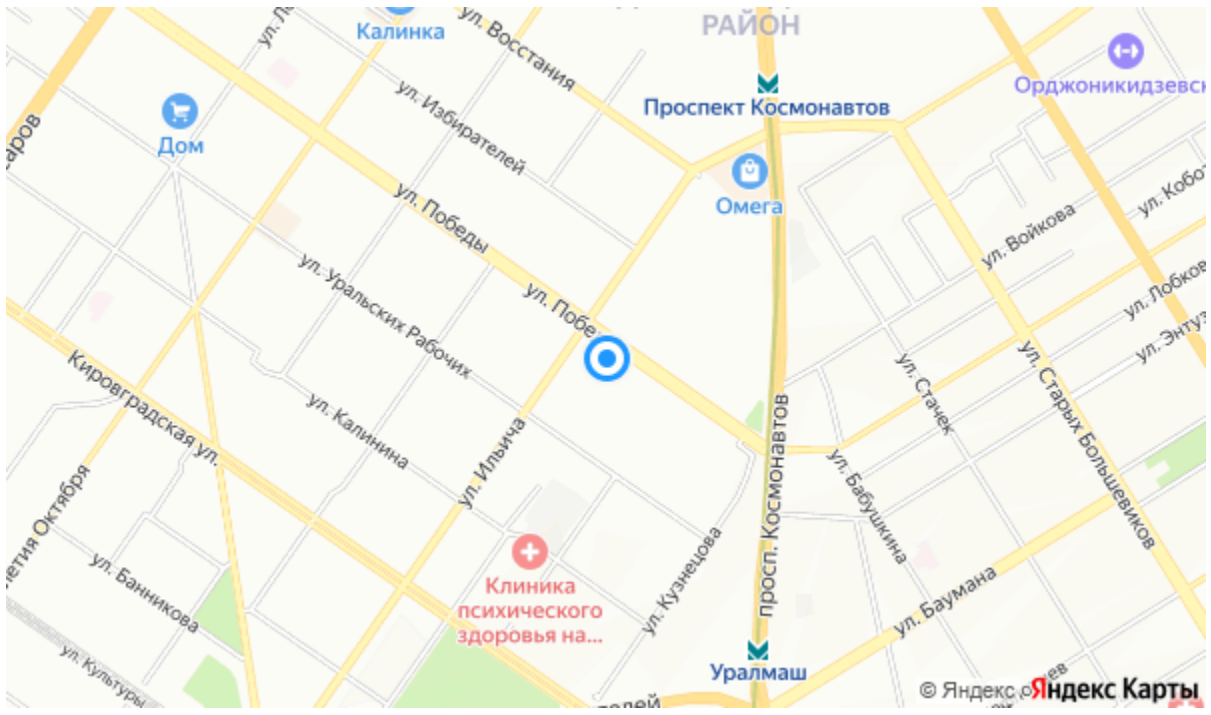 РАЙОН
Калинка
ул. Восстания
ул. Избирателей
Проспект Космонавтов
Орджоникидзевск
Дом
Омега
ул. Победы
ул. Войкова
ул. Кобо
ул. Уральских Рабочих
ул. Побе
ул. Лобков
ул. Энтуз
ул. Старых Большевиков
ул. Стачек
Кировградская ул.
ул. Калинина
ул. Ильича
просп. Космонавтов
ул. Бабушкина
етия Октября
ул. Банникова
Клиника
психического
здоровья на...
ул. Кузнецова
ул. Баумана
ул. Культуры
Уралмаш
© Яндекс
Яндекс Карты